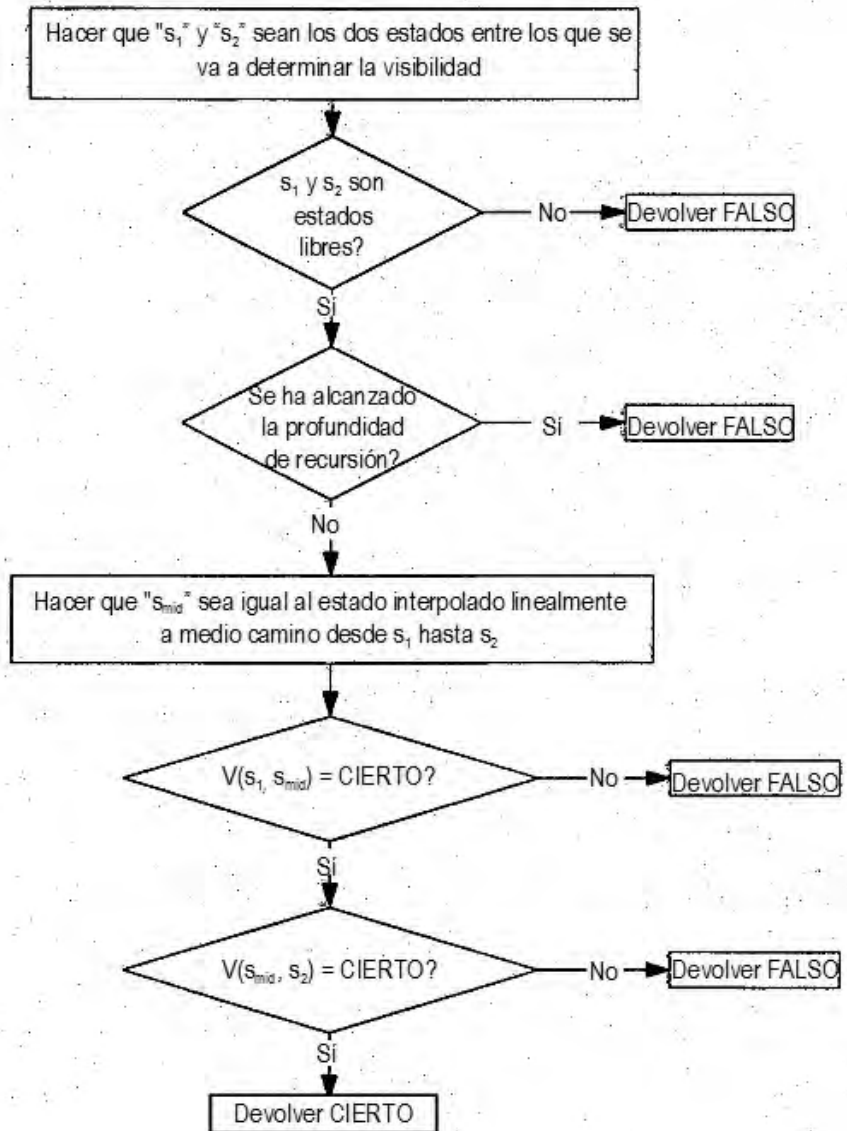 Hacer que "s₁" y "s₂" sean los dos estados entre los que se
va a determinar la visibilidad
s₁ y s₂ son
estados
libres?
No
Devolver FALSO
Sí
Se ha alcanzado
la profundidad
de recursión?
Sí
Devolver FALSO
No
Hacer que "s_mid" sea igual al estado interpolado linealmente
a medio camino desde s₁ hasta s₂
V(s₁, s_mid) = CIERTO?
No
Devolver FALSO
Sí
V(s_mid, s₂) = CIERTO?
No
Devolver FALSO
Sí
Devolver CIERTO